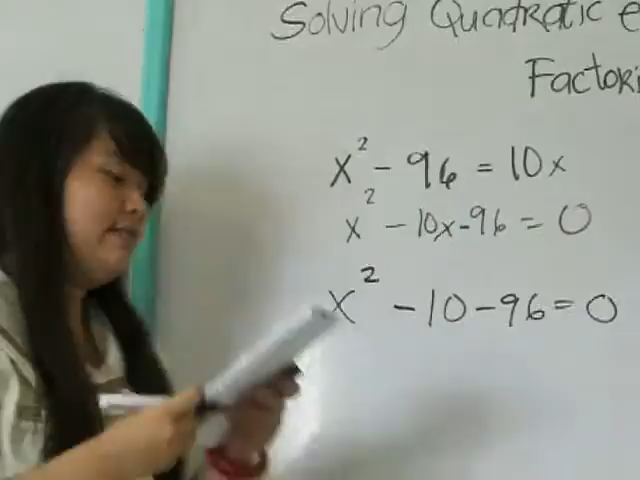 Solving Quadratic e
Factori
x² - 96 = 10x
x² - 10x - 96 = 0
x² - 10 - 96 = 0